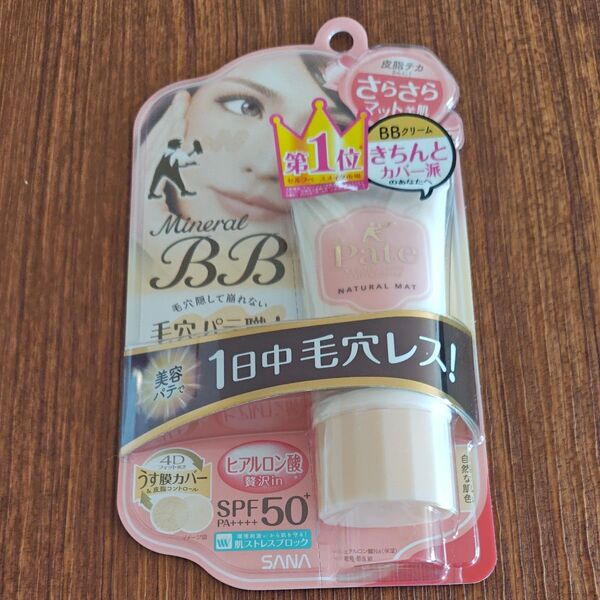 皮脂テカ
さらさら
マット美肌
第1位
BBクリーム
きちんと
カバー派
のあなたへ
Mineral
BB
毛穴隠して崩れない
Pate
NATURAL MAT
美容
パテで
1日中 毛穴レス!
4D
うす膜カバー
&皮脂コントロール
ヒアルロン酸
贅沢in
SPF50+
PA++++
肌ストレスブロック
SANA
自然な肌色